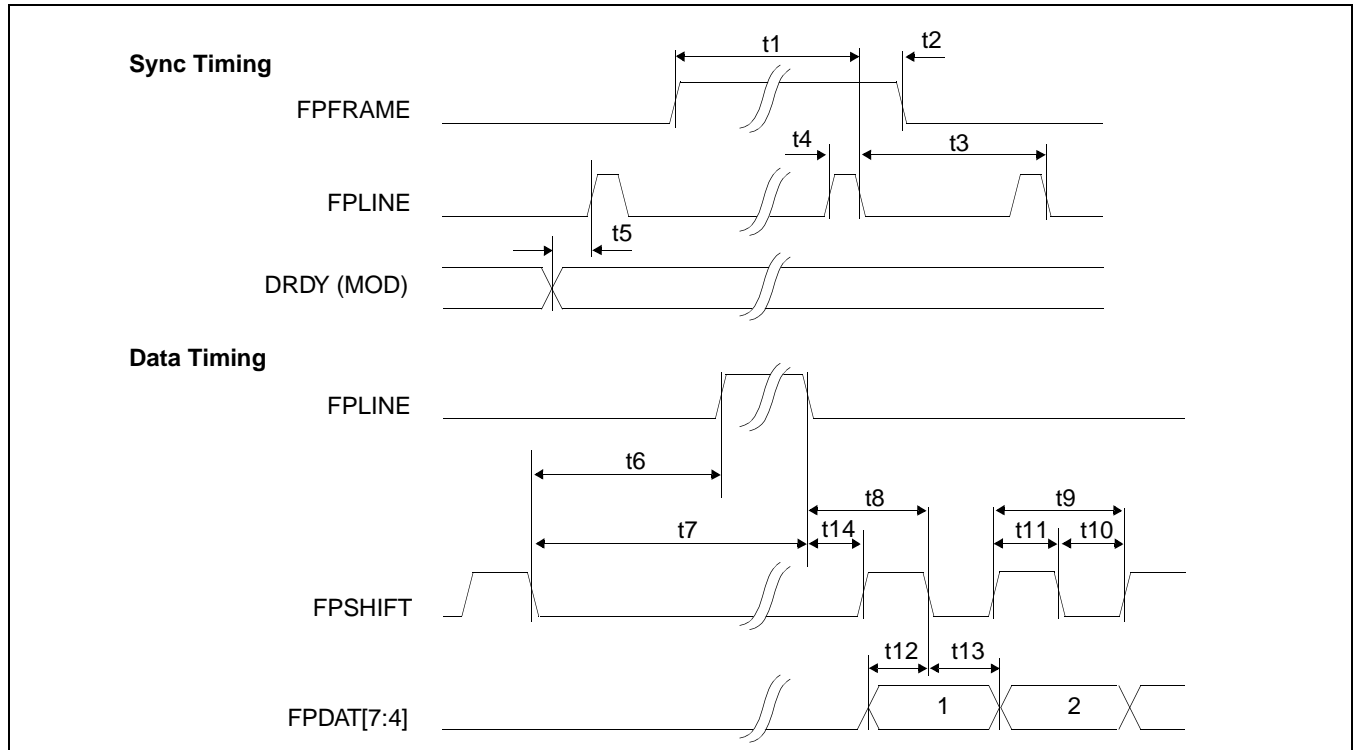 Sync Timing
t1
t2
FPFRAME
t4
t3
FPLINE
t5
DRDY (MOD)
Data Timing
FPLINE
t6
t8
t9
t7
t14
t11
t10
FPSHIFT
t12
t13
FPDAT[7:4]
1
2